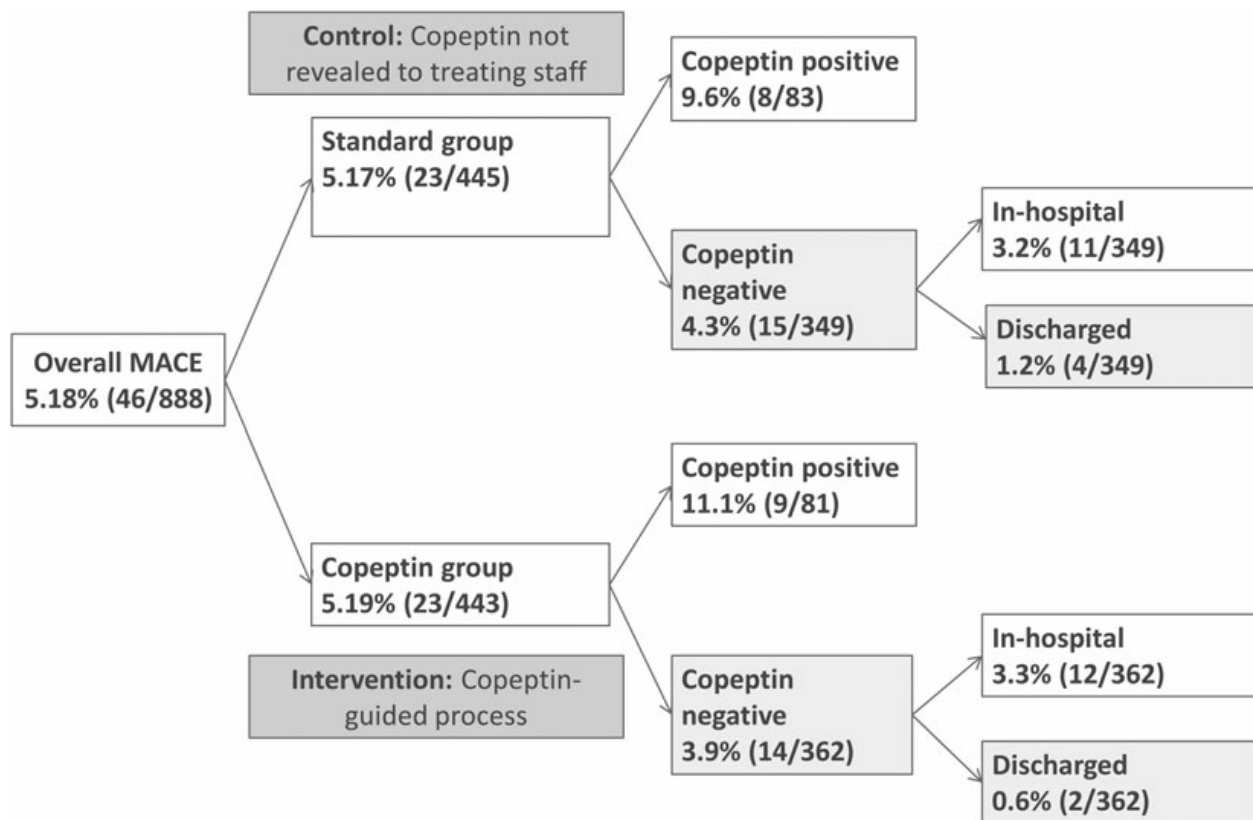 Control: Copeptin not
revealed to treating staff
Copeptin positive
9.6% (8/83)
Standard group
5.17% (23/445)
In-hospital
3.2% (11/349)
Copeptin
negative
4.3% (15/349)
Discharged
1.2% (4/349)
Overall MACE
5.18% (46/888)
Copeptin positive
11.1% (9/81)
Copeptin group
5.19% (23/443)
In-hospital
3.3% (12/362)
Intervention: Copeptin-
guided process
Copeptin
negative
3.9% (14/362)
Discharged
0.6% (2/362)